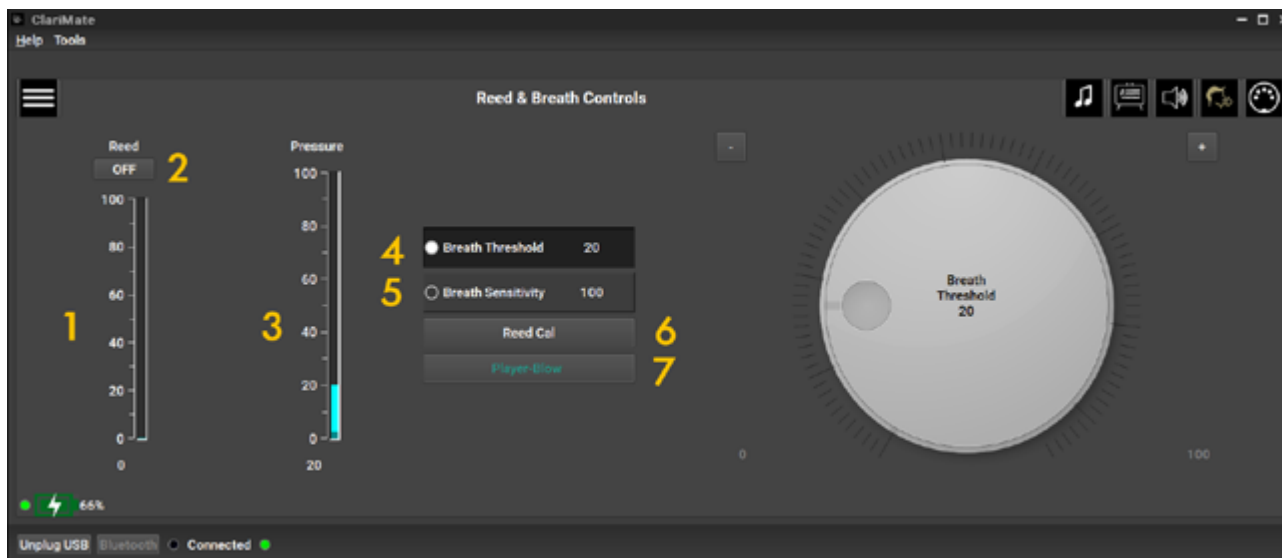 ClariMate
Help Tools
Reed & Breath Controls
Reed
OFF
2
100
80
60
40
20
0
0
1
Pressure
100
80
60
40
20
0
20
3
4
Breath Threshold 20
5
Breath Sensitivity 100
Reed Cal
6
Player-Blow
7
-
+
Breath
Threshold
20
0
100
66%
Unplug USB Bluetooth Connected